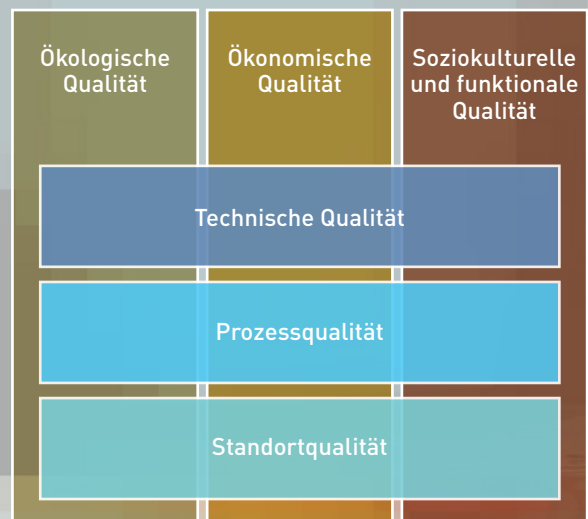 Ökologische
Qualität
Ökonomische
Qualität
Soziokulturelle
und funktionale
Qualität
Technische Qualität
Prozessqualität
Standortqualität